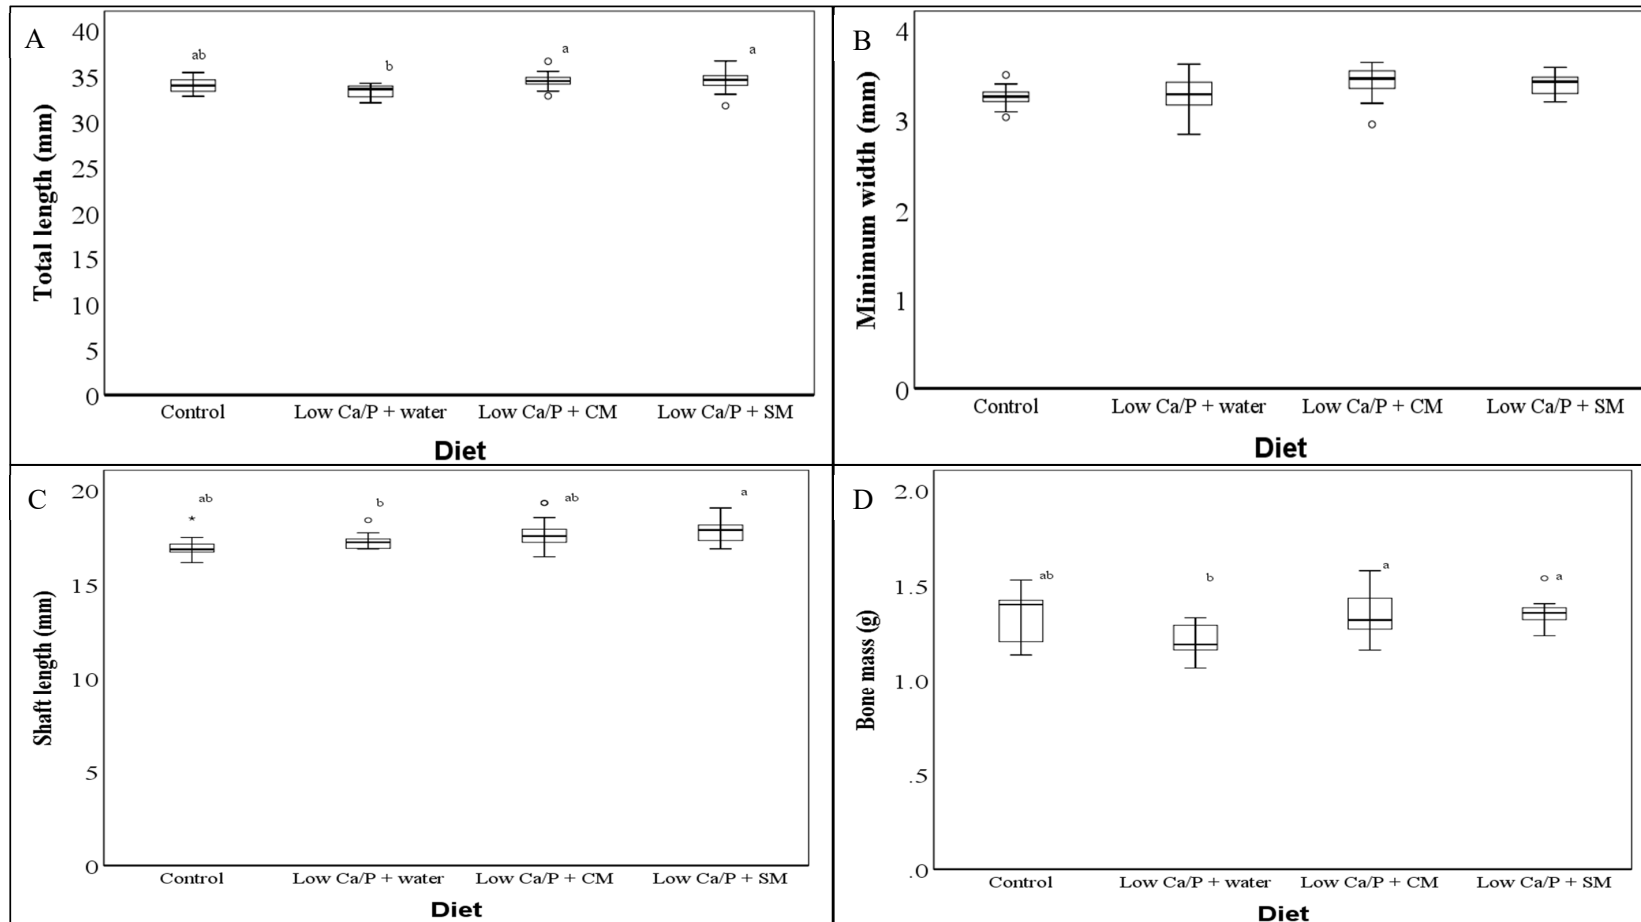 A
Total length (mm)
40
35
30
25
20
15
10
5
0
ab
b
a
a
Control
Low Ca/P + water
Low Ca/P + CM
Low Ca/P + SM
Diet
B
Minimum width (mm)
4
3
2
1
0
Control
Low Ca/P + water
Low Ca/P + CM
Low Ca/P + SM
Diet
C
Shaft length (mm)
20
15
10
5
0
ab
b
ab
a
Control
Low Ca/P + water
Low Ca/P + CM
Low Ca/P + SM
Diet
D
Bone mass (g)
2.0
1.5
1.0
.5
.0
ab
b
a
a
Control
Low Ca/P + water
Low Ca/P + CM
Low Ca/P + SM
Diet